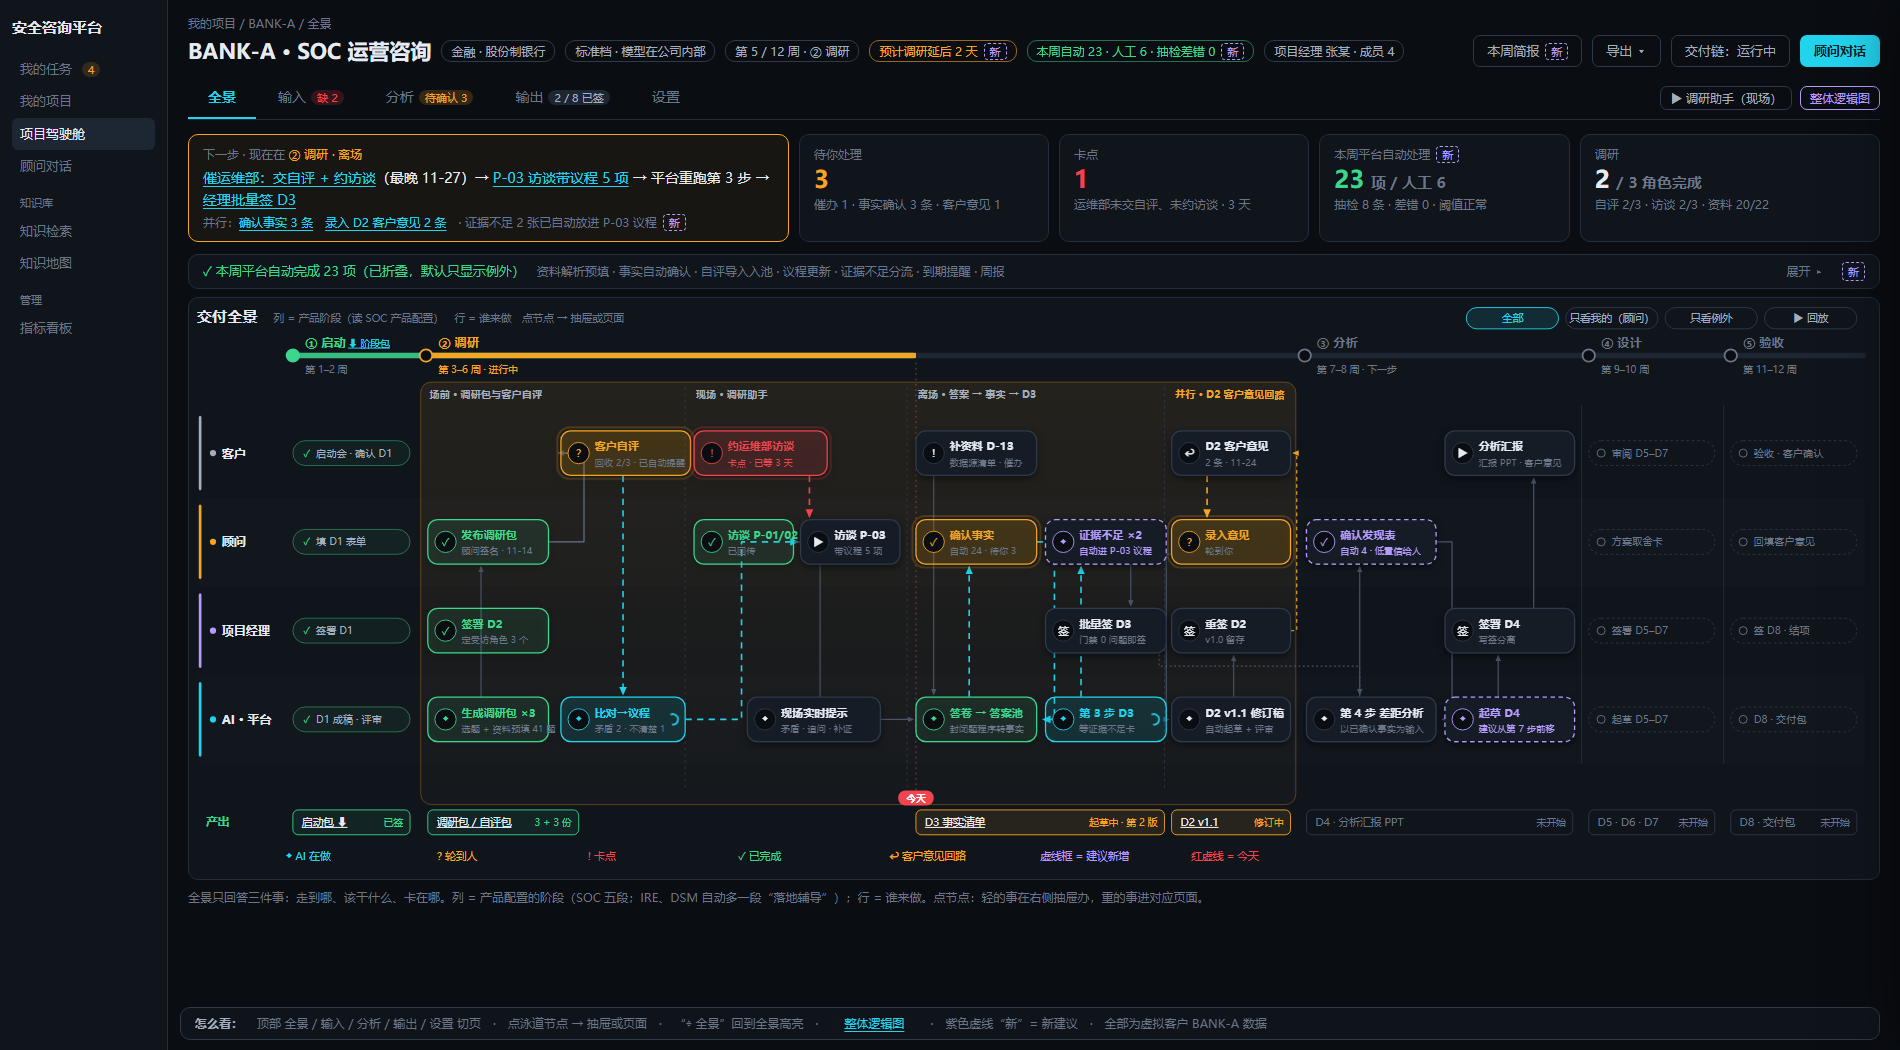 安全咨询平台
我的任务 4
我的项目
项目驾驶舱
顾问对话
知识库
知识检索
知识地图
管理
指标看板
我的项目 / BANK-A / 全景
BANK-A • SOC 运营咨询 金融 · 股份制银行 标准档 · 模型在公司内部 第 5 / 12 周 · ② 调研 预计调研延后 2 天 新 本周自动 23 · 人工 6 · 抽检差错 0 新 项目经理 张某 · 成员 4 本周简报 新 导出 ▾ 交付链：运行中 顾问对话
全景 输入 缺 2 分析 待确认 3 输出 2 / 8 已签 设置 ▶ 调研助手（现场） 整体逻辑图
下一步 · 现在在 ② 调研 · 离场
催运维部：交自评 + 约访谈（最晚 11-27）→ P-03 访谈带议程 5 项 → 平台重跑第 3 步 →
经理批量签 D3
并行： 确认事实 3 条 录入 D2 客户意见 2 条 · 证据不足 2 张已自动放进 P-03 议程 新
待你处理
3
催办 1 · 事实确认 3 条 · 客户意见 1
卡点
1
运维部未交自评、未约访谈 · 3 天
本周平台自动处理 新
23 项 / 人工 6
抽检 8 条 · 差错 0 · 阈值正常
调研
2 / 3 角色完成
自评 2/3 · 访谈 2/3 · 资料 20/22
✓ 本周平台自动完成 23 项（已折叠，默认只显示例外） 资料解析预填 · 事实自动确认 · 自评导入入池 · 议程更新 · 证据不足分流 · 到期提醒 · 周报 展开 ▸ 新
交付全景 列 = 产品阶段（读 SOC 产品配置） 行 = 谁来做 点节点 → 抽屉或页面 全部 只看我的（顾问） 只看例外 ▶ 回放
① 启动 ⬇ 阶段包 ② 调研 ③ 分析 ④ 设计 ⑤ 验收
第 1–2 周 第 3–6 周 · 进行中 第 7–8 周 · 下一步 第 9–10 周 第 11–12 周
场前 • 调研包与客户自评 现场 • 调研助手 离场 • 答案 → 事实 → D3 并行 • D2 客户意见回路
客户 ✓ 启动会 · 确认 D1
? 客户自评
回收 2/3 · 已自动提醒
! 约运维部访谈
卡点 · 已等 3 天
! 补资料 D-13
数据源清单 · 催办
↩ D2 客户意见
2 条 · 11-24
▶ 分析汇报
汇报 PPT · 客户意见
审阅 D5–D7
验收 · 客户确认
顾问 ✓ 填 D1 表单
✓ 发布调研包
顾问签名 · 11-14
✓ 访谈 P-01/02
已回传
▶ 访谈 P-03
带议程 5 项
✓ 确认事实
自动 24 · 待你 3
✦ 证据不足 ×2
自动进 P-03 议程
? 录入意见
轮到你
✓ 确认发现表
自动 4 · 低置信给人
方案取舍卡
回填客户意见
项目经理 ✓ 签署 D1
✓ 签署 D2
定受访角色 3 个
签 批量签 D3
门禁 0 问题即签
签 重签 D2
v1.0 留存
签 签署 D4
写签分离
签署 D5–D7
签 D8 · 结项
AI • 平台 ✓ D1 成稿 · 评审
✦ 生成调研包 ×3
选题 + 资料预填 41 题
✦ 比对→议程
矛盾 2 · 不清楚 1
✦ 现场实时提示
矛盾 · 追问 · 补证
✦ 答卷 → 答案池
封闭题程序转事实
✦ 第 3 步 D3
等证据不足卡
✦ D2 v1.1 修订稿
自动起草 + 评审
✦ 第 4 步 差距分析
以已确认事实为输入
✦ 起草 D4
建议从第 7 步前移
起草 D5–D7
D8 · 交付包
今天
产出 启动包 ⬇ 已签 调研包 / 自评包 3 + 3 份 D3 事实清单 起草中 · 第 2 版 D2 v1.1 修订中 D4 · 分析汇报 PPT 未开始 D5 · D6 · D7 未开始 D8 · 交付包 未开始
✦ AI 在做 ? 轮到人 ! 卡点 ✓ 已完成 ↩ 客户意见回路 虚线框 = 建议新增 红虚线 = 今天
全景只回答三件事：走到哪、该干什么、卡在哪。列 = 产品配置的阶段（SOC 五段；IRE、DSM 自动多一段“落地辅导”）；行 = 谁来做。点节点：轻的事在右侧抽屉办，重的事进对应页面。
怎么看： 顶部 全景 / 输入 / 分析 / 输出 / 设置 切页 · 点泳道节点 → 抽屉或页面 · “⌖ 全景”回到全景高亮 · 整体逻辑图 · 紫色虚线“新” = 新建议 · 全部为虚拟客户 BANK-A 数据